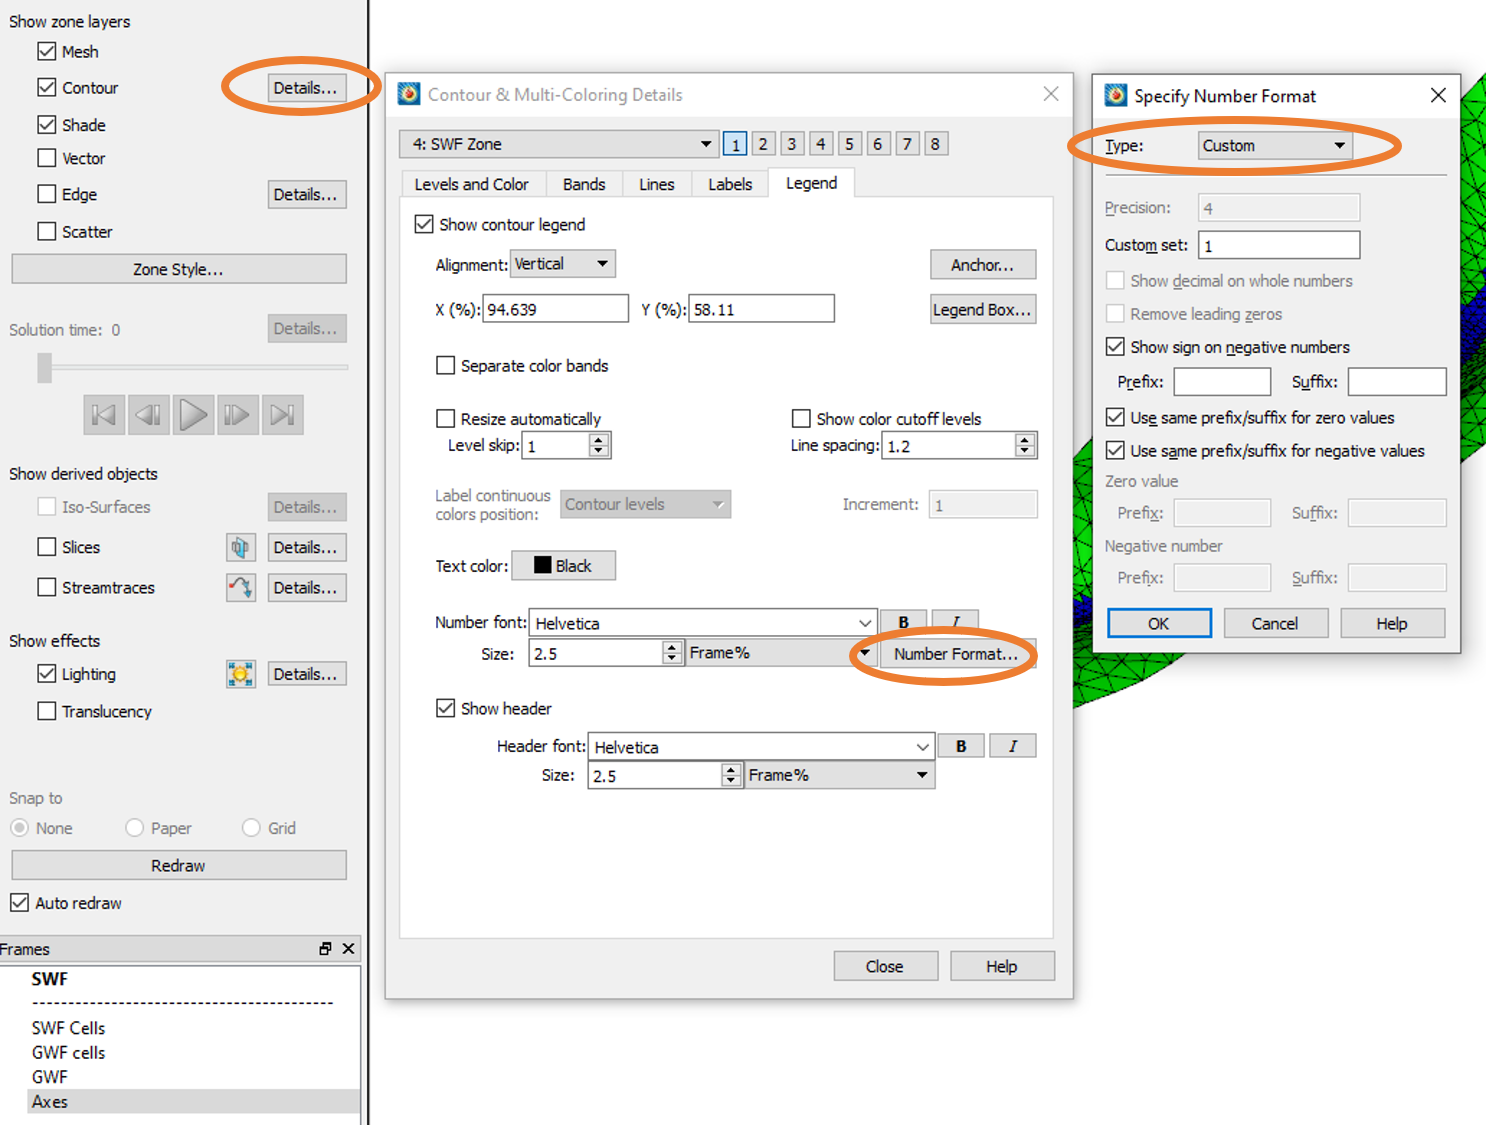 Show zone layers
Mesh
Contour Details...
Shade
Vector
Edge Details...
Scatter
Zone Style...
Solution time: 0 Details...
Show derived objects
Iso-Surfaces Details...
Slices Details...
Streamtraces Details...
Show effects
Lighting Details...
Translucency
Snap to
None Paper Grid
Redraw
Auto redraw
Frames
SWF
----------------------------------------
SWF Cells
GWF cells
GWF
Axes
Contour & Multi-Coloring Details
4: SWF Zone 1 2 3 4 5 6 7 8
Levels and Color Bands Lines Labels Legend
Show contour legend
Alignment: Vertical Anchor...
X (%): 94.639 Y (%): 58.11 Legend Box...
Separate color bands
Resize automatically Show color cutoff levels
Level skip: 1 Line spacing: 1.2
Label continuous
colors position: Contour levels Increment: 1
Text color: Black
Number font: Helvetica B I
Size: 2.5 Frame% Number Format...
Show header
Header font: Helvetica B I
Size: 2.5 Frame%
Close Help
Specify Number Format
Type: Custom
Precision: 4
Custom set: 1
Show decimal on whole numbers
Remove leading zeros
Show sign on negative numbers
Prefix: Suffix:
Use same prefix/suffix for zero values
Use same prefix/suffix for negative values
Zero value
Prefix: Suffix:
Negative number
Prefix: Suffix:
OK Cancel Help